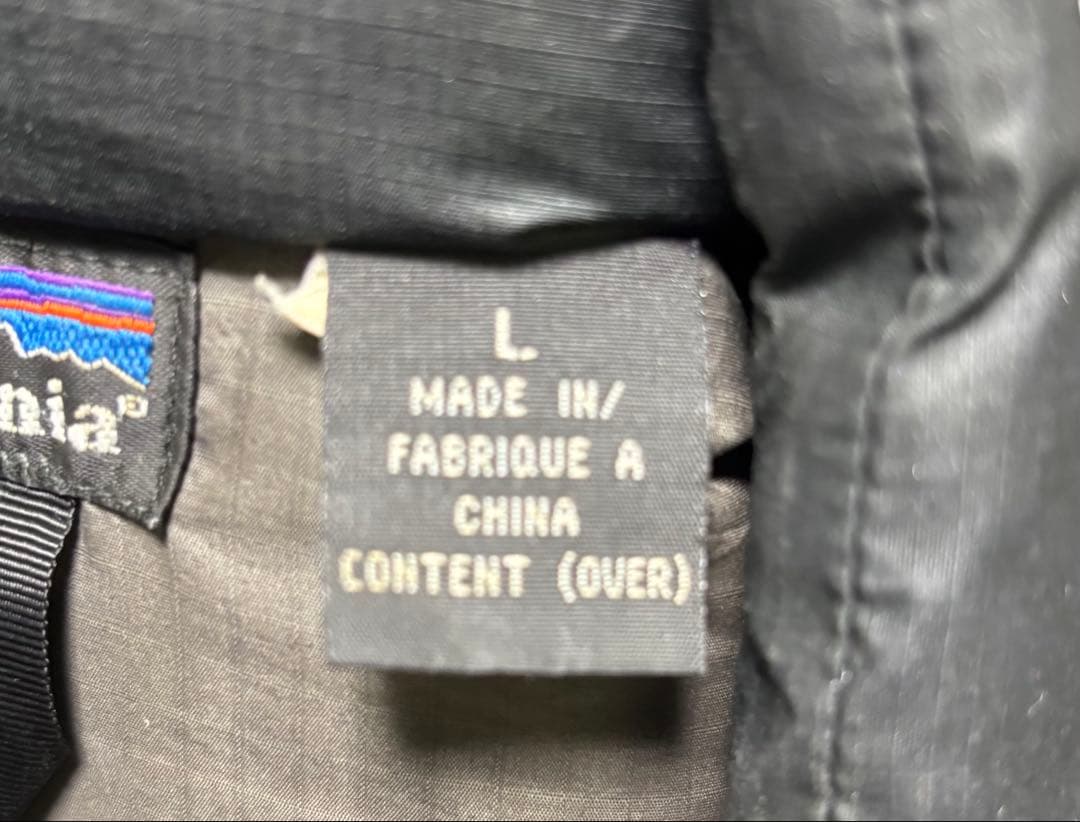 nia®
L
MADE IN/
FABRIQUE A
CHINA
CONTENT (OVER)